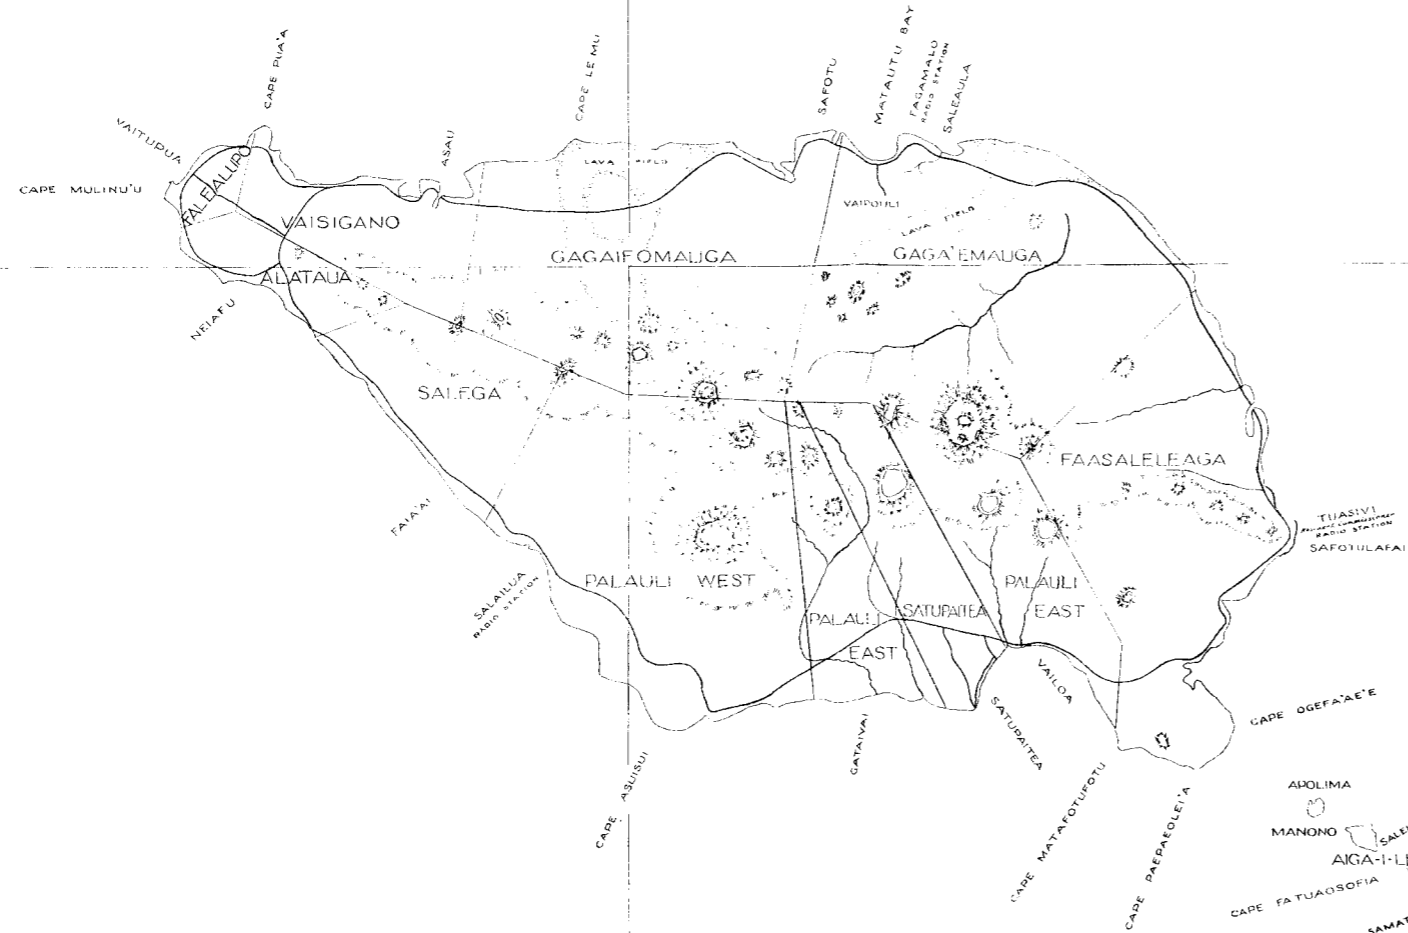 CAPE PUA'A
CAPE LE MU
SAFOTU
MATAUTU BAY
FAGAMALO
RADIO STATION
SALEAULA
VAITUPUA
ASAU
LAVA FIELD
CAPE MULINU'U
FALEALUPO
VAISIGANO
VAIPOULI
LAVA FIELD
GAGAIFOMAUGA
GAGA'EMAUGA
ALATAUA
NEIAFU
SALEGA
FAASALELEAGA
FAIA'AI
TUASIVI
RADIO STATION
SAFOTULAFAI
SALAILUA
RADIO STATION
PALAULI WEST
PALAULI
EAST
SATUPAITEA
PALAULI
EAST
VAILOA
SATUPAITEA
GATAIVAI
CAPE ASUISUI
CAPE OGEFA'AE'E
CAPE MATAFOTUFOTU
CAPE PAEPAEOLEI'A
APOLIMA
MANONO
SALE
AIGA-I-LE
CAPE FATUAOSOFIA
SAMAT